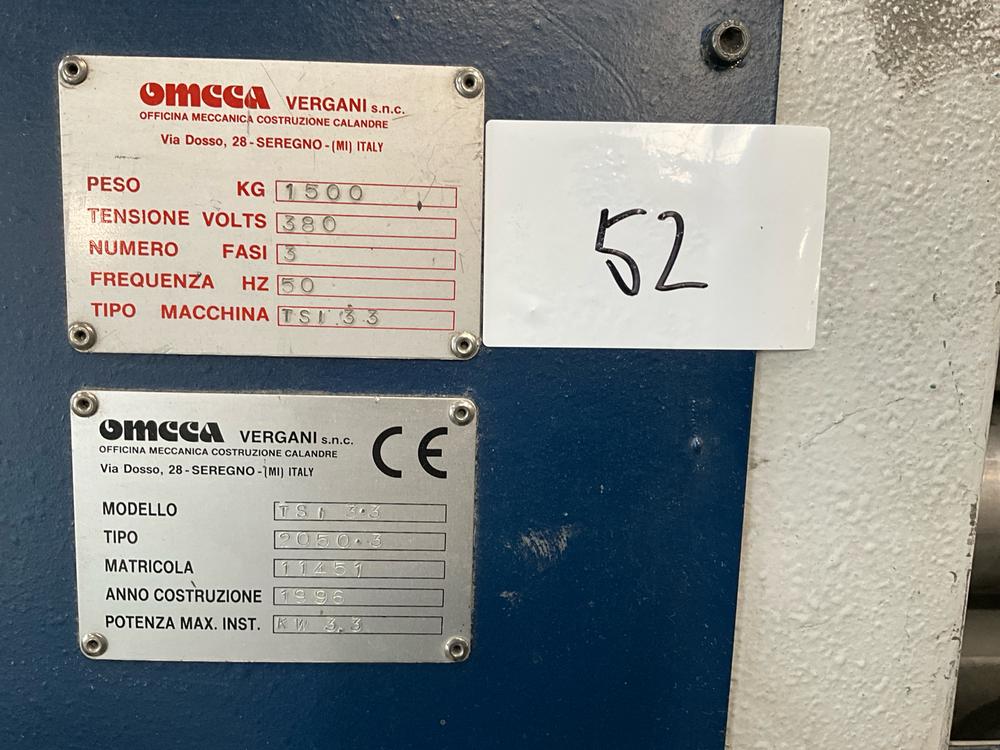 OMCCA VERGANI s.n.c.
OFFICINA MECCANICA COSTRUZIONE CALANDRE
Via Dosso, 28 - SEREGNO - (MI) ITALY
PESO KG 1500
TENSIONE VOLTS 380
NUMERO FASI 3
FREQUENZA HZ 50
TIPO MACCHINA TSI 33
52
OMCCA VERGANI s.n.c. CE
OFFICINA MECCANICA COSTRUZIONE CALANDRE
Via Dosso, 28 - SEREGNO - (MI) ITALY
MODELLO TSI 3.3
TIPO 2050.3
MATRICOLA 11451
ANNO COSTRUZIONE 1996
POTENZA MAX. INST. KW 3.3